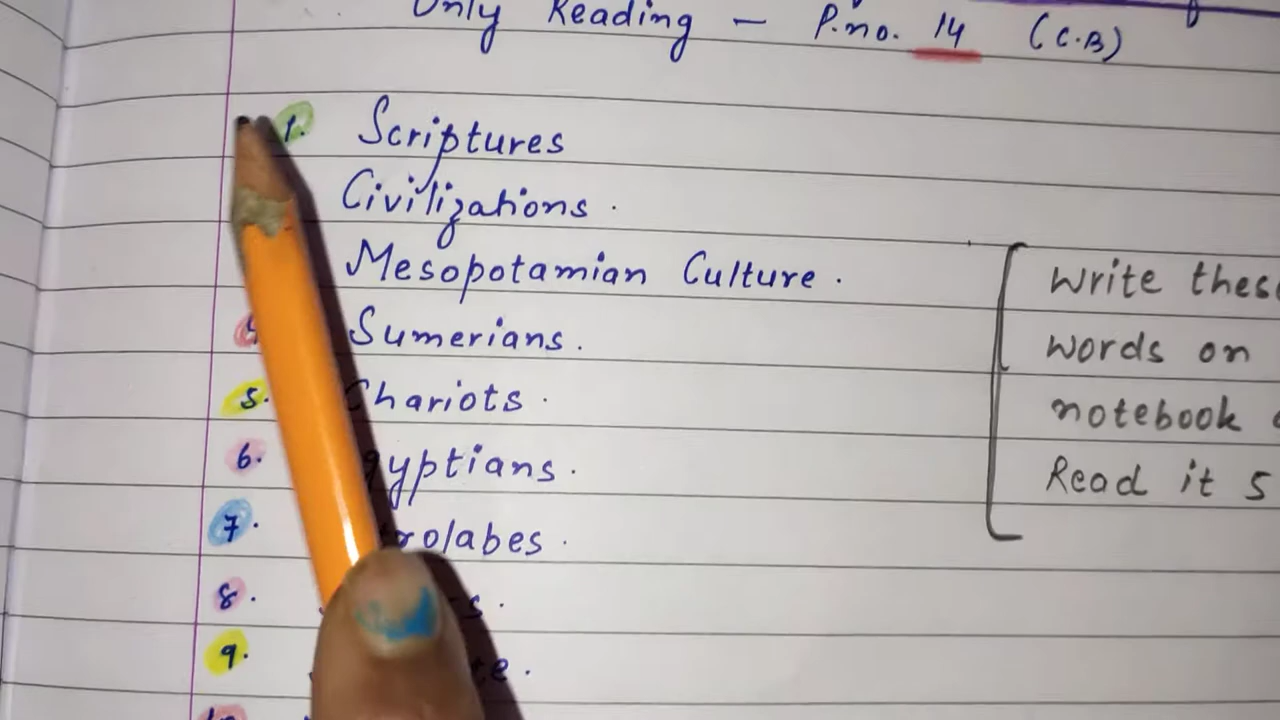 Only Reading — P.no. 14 (C.B)
1. Scriptures
Civilizations.
Mesopotamian Culture.
Sumerians.
5. Chariots.
6. gyptians.
7. rolabes.
8.
9.
Write these
words on
notebook
Read it 5